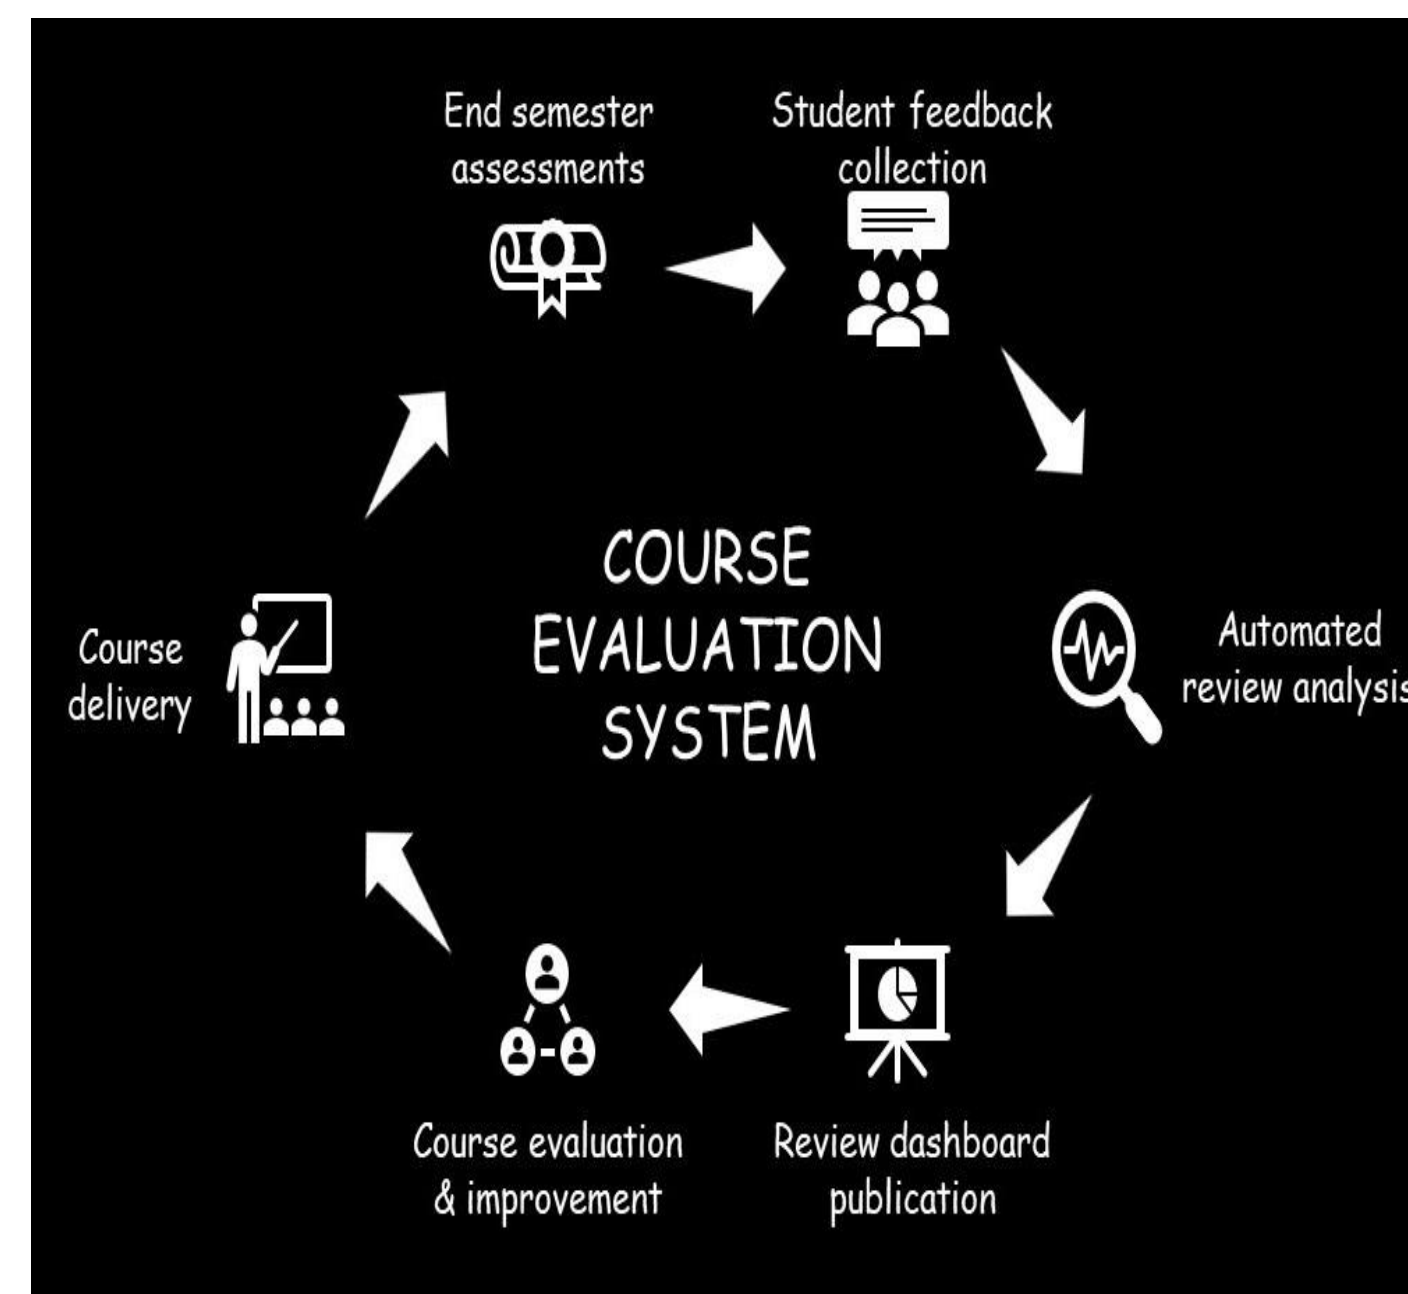 End semester
assessments
Student feedback
collection
Automated
review analysis
Review dashboard
publication
Course evaluation
& improvement
Course
delivery
COURSE
EVALUATION
SYSTEM